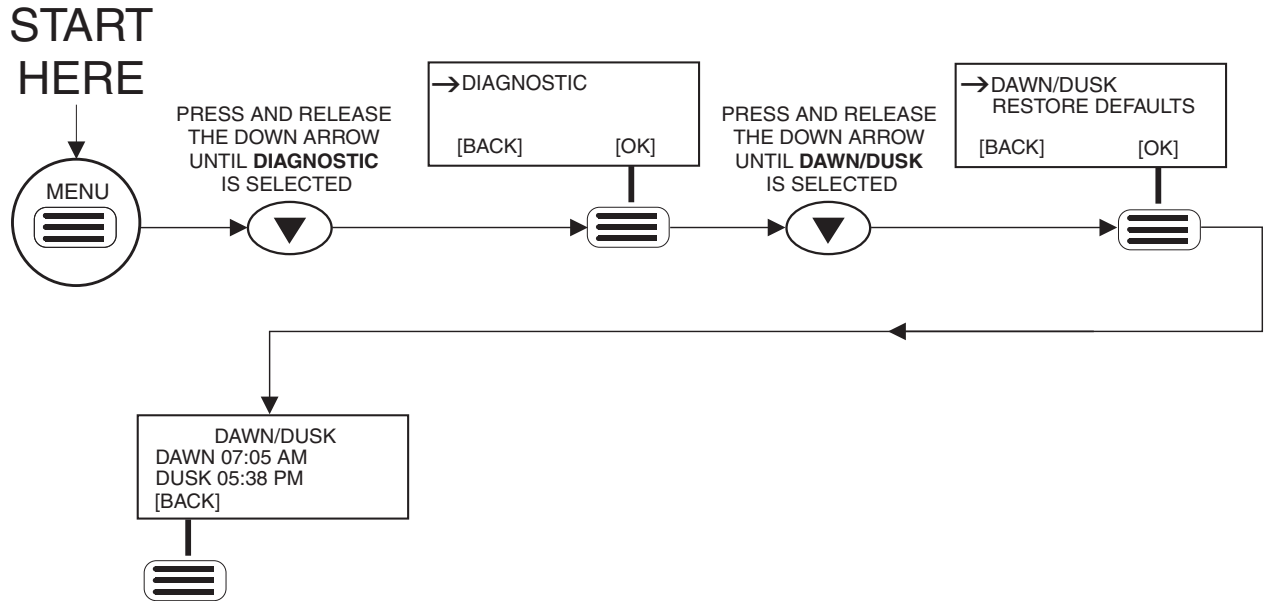 START
HERE
MENU
PRESS AND RELEASE
THE DOWN ARROW
UNTIL DIAGNOSTIC
IS SELECTED
→DIAGNOSTIC
[BACK] [OK]
PRESS AND RELEASE
THE DOWN ARROW
UNTIL DAWN/DUSK
IS SELECTED
→DAWN/DUSK
RESTORE DEFAULTS
[BACK] [OK]
DAWN/DUSK
DAWN 07:05 AM
DUSK 05:38 PM
[BACK]